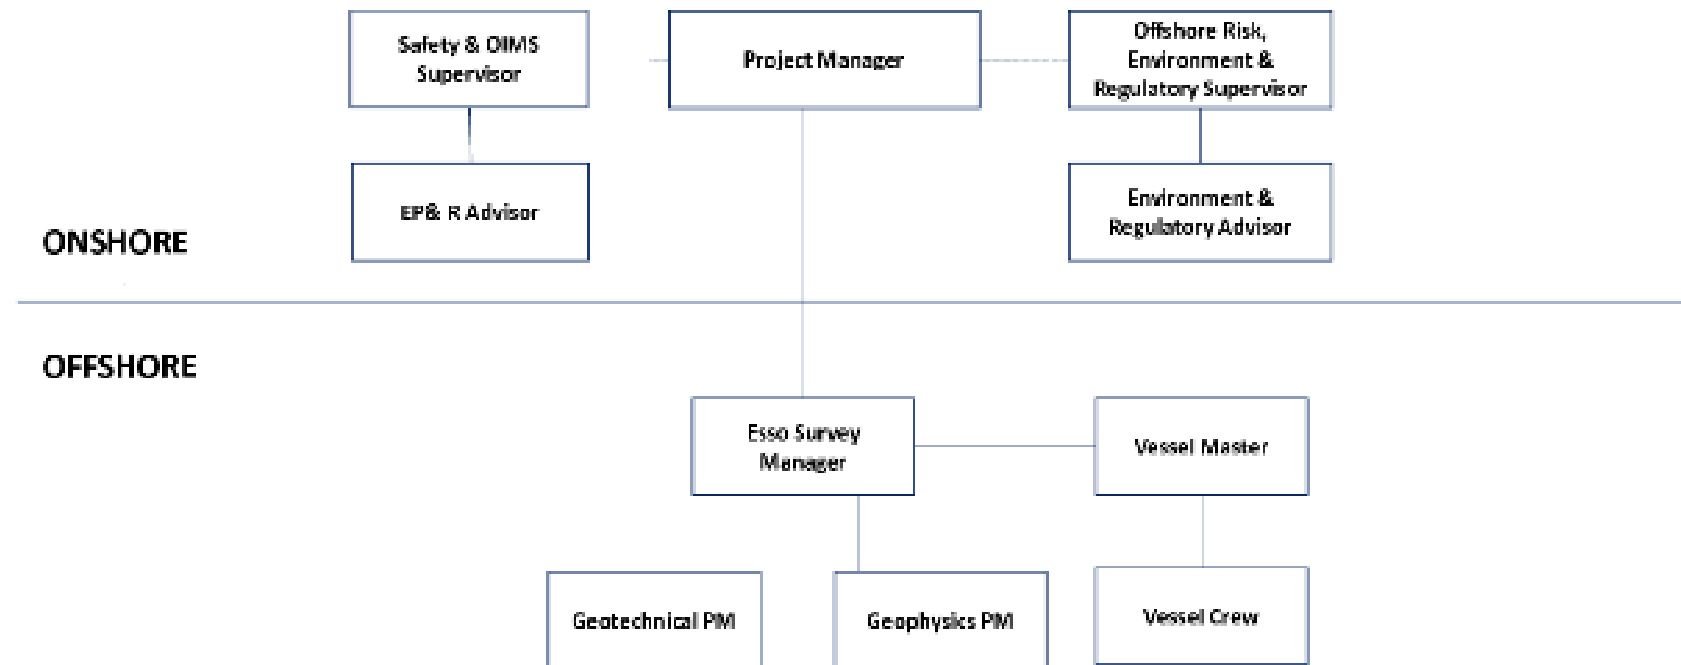 Safety & OIMS
Supervisor
Project Manager
Offshore Risk,
Environment &
Regulatory Supervisor
EP& R Advisor
Environment &
Regulatory Advisor
ONSHORE
OFFSHORE
Esso Survey
Manager
Vessel Master
Geotechnical PM
Geophysics PM
Vessel Crew